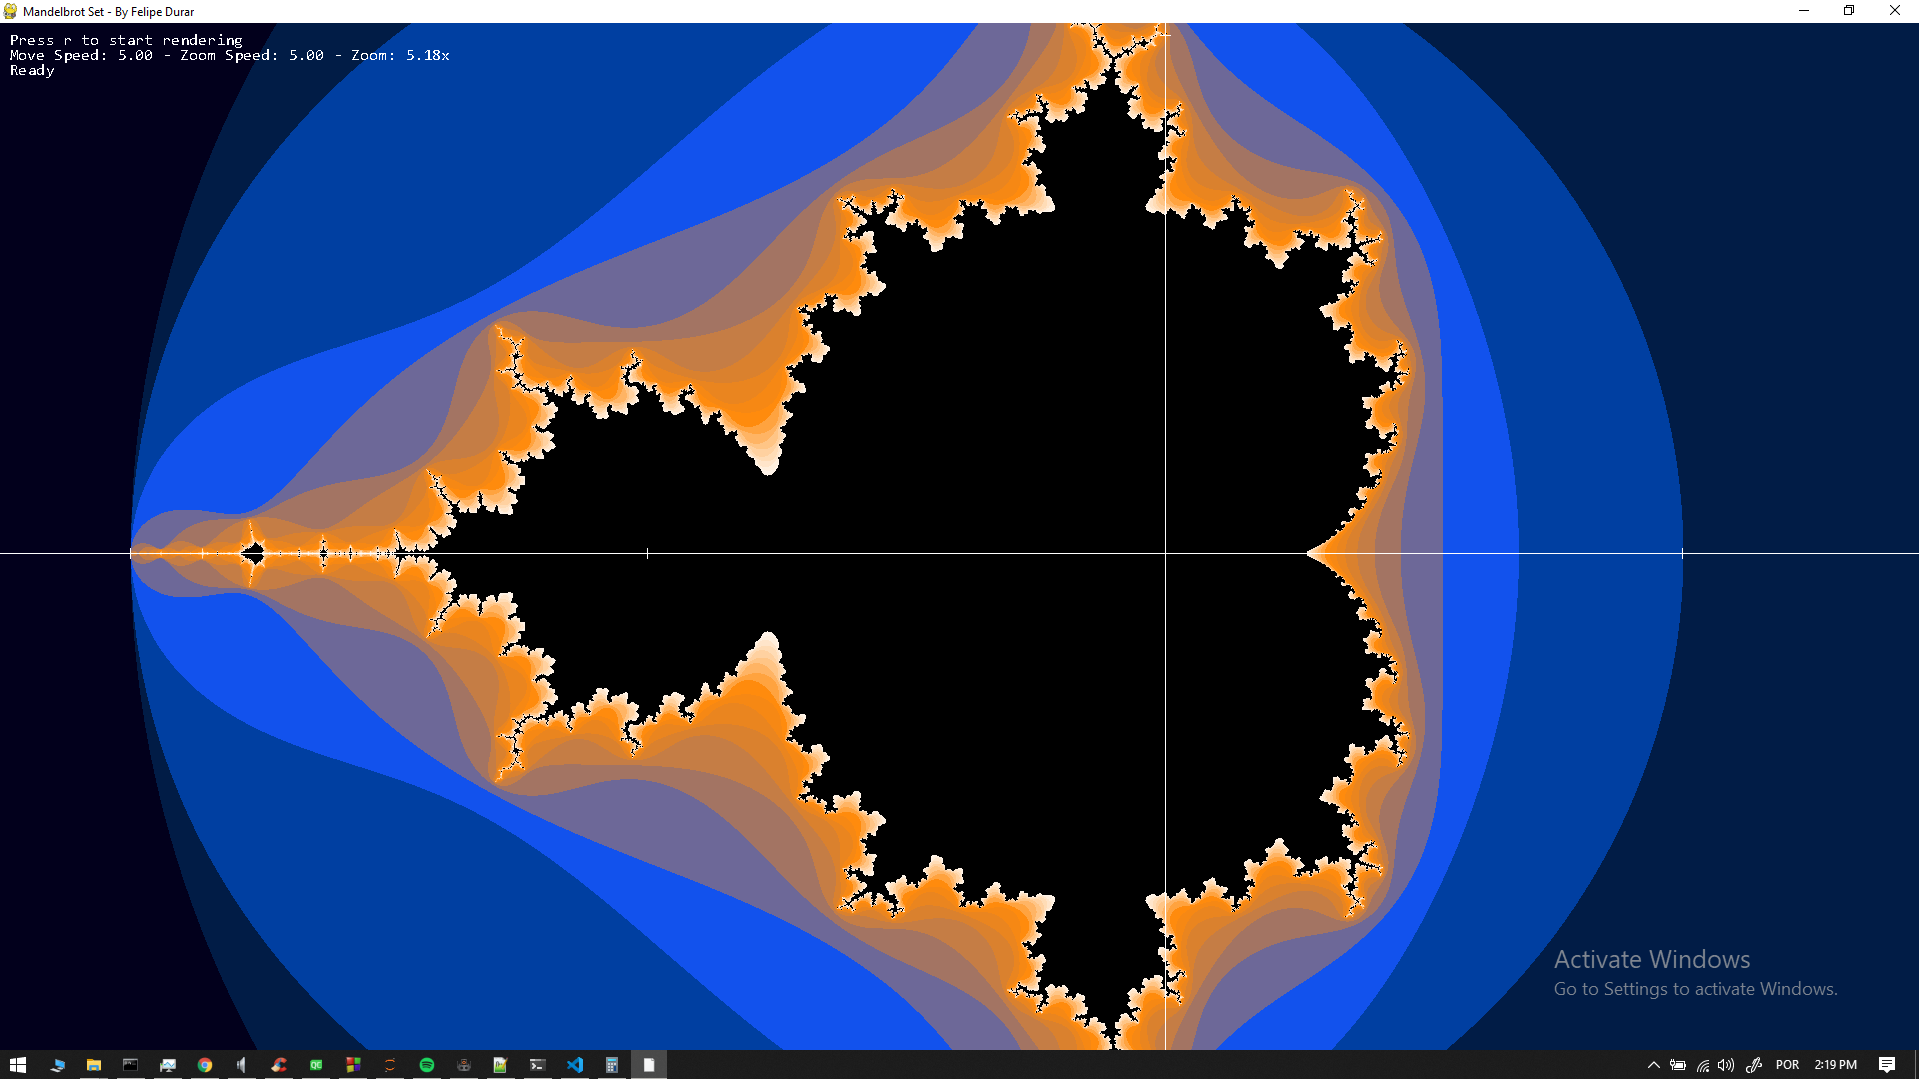 Mandelbrot Set - By Felipe Durar
Press r to start rendering
Move Speed: 5.00 - Zoom Speed: 5.00 - Zoom: 5.18x
Ready
Activate Windows
Go to Settings to activate Windows.
POR
2:19 PM